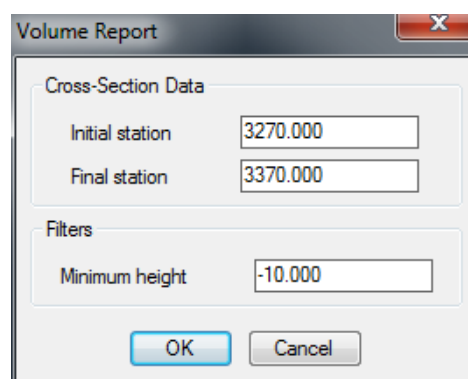 Volume Report
X
Cross-Section Data
Initial station 3270.000
Final station 3370.000
Filters
Minimum height -10.000
OK Cancel